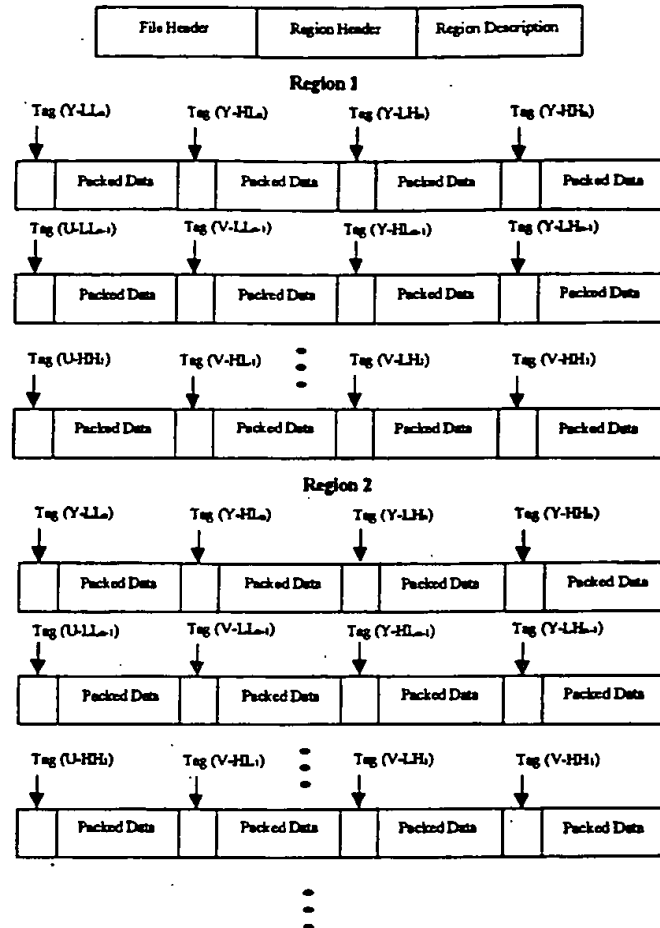 File Header Region Header Region Description
Region 1
Tag (Y-LLₙ) Tag (Y-HLₙ) Tag (Y-LHₙ) Tag (Y-HHₙ)
Packed Data Packed Data Packed Data Packed Data
Tag (U-LLₙ₋₁) Tag (V-LLₙ₋₁) Tag (Y-HLₙ₋₁) Tag (Y-LHₙ₋₁)
Packed Data Packed Data Packed Data Packed Data
Tag (U-HH₁) Tag (V-HL₁) Tag (V-LH₁) Tag (V-HH₁)
Packed Data Packed Data Packed Data Packed Data
Region 2
Tag (Y-LLₙ) Tag (Y-HLₙ) Tag (Y-LHₙ) Tag (Y-HHₙ)
Packed Data Packed Data Packed Data Packed Data
Tag (U-LLₙ₋₁) Tag (V-LLₙ₋₁) Tag (Y-HLₙ₋₁) Tag (Y-LHₙ₋₁)
Packed Data Packed Data Packed Data Packed Data
Tag (U-HH₁) Tag (V-HL₁) Tag (V-LH₁) Tag (V-HH₁)
Packed Data Packed Data Packed Data Packed Data